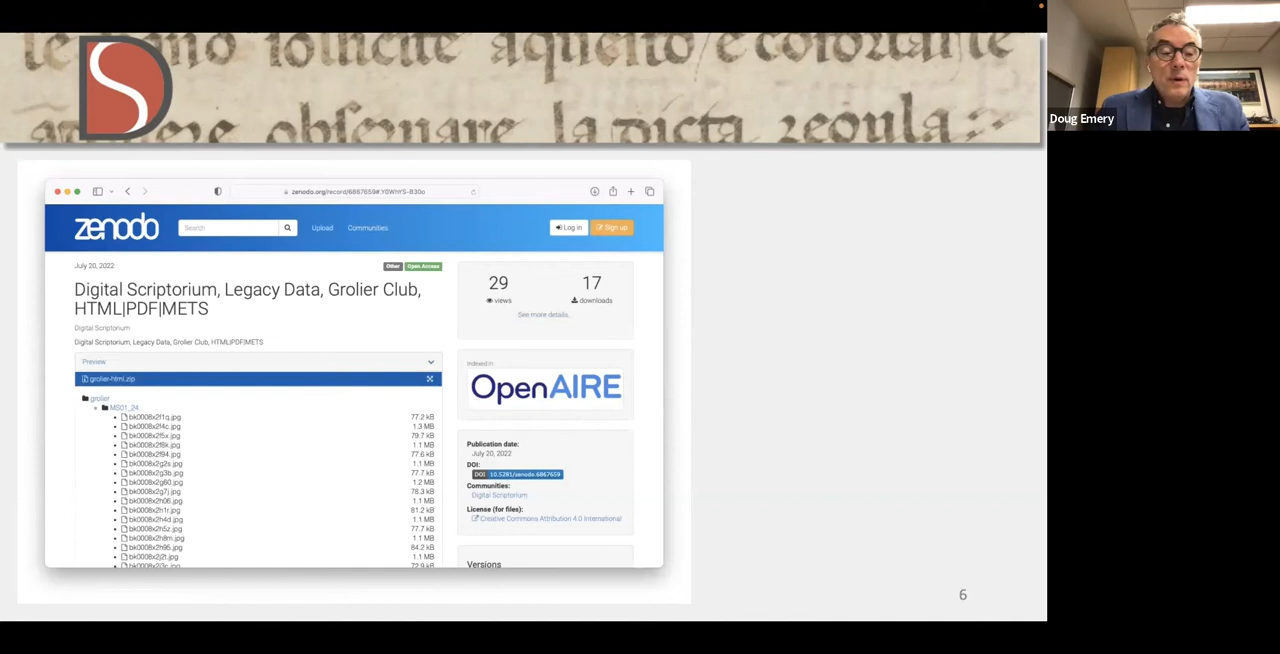 Doug Emery
zenodo.org/record/6867659#.Y0WhYS-B30o
zenodo
Search
Upload
Communities
Log in
Sign up
July 20, 2022
Other
Open Access
Digital Scriptorium, Legacy Data, Grolier Club,
HTML|PDF|METS
Digital Scriptorium
Digital Scriptorium, Legacy Data, Grolier Club, HTML|PDF|METS
Preview
grolier-html.zip
grolier
MS01_24
bk0008x2f1q.jpg 77.2 kB
bk0008x2f4c.jpg 1.3 MB
bk0008x2f5x.jpg 79.7 kB
bk0008x2f8k.jpg 1.1 MB
bk0008x2f94.jpg 77.6 kB
bk0008x2g2s.jpg 1.1 MB
bk0008x2g3b.jpg 77.7 kB
bk0008x2g60.jpg 1.2 MB
bk0008x2g7j.jpg 78.3 kB
bk0008x2h06.jpg 1.1 MB
bk0008x2h1r.jpg 81.2 kB
bk0008x2h4d.jpg 1.1 MB
bk0008x2h5z.jpg 77.7 kB
bk0008x2h8m.jpg 1.1 MB
bk0008x2h95.jpg 84.2 kB
bk0008x2j2t.jpg 1.1 MB
bk0008x2j3c.jpg 72.9 kB
29
views
17
downloads
See more details...
Indexed in
OpenAIRE
Publication date:
July 20, 2022
DOI:
DOI 10.5281/zenodo.6867659
Communities:
Digital Scriptorium
License (for files):
Creative Commons Attribution 4.0 International
Versions
6